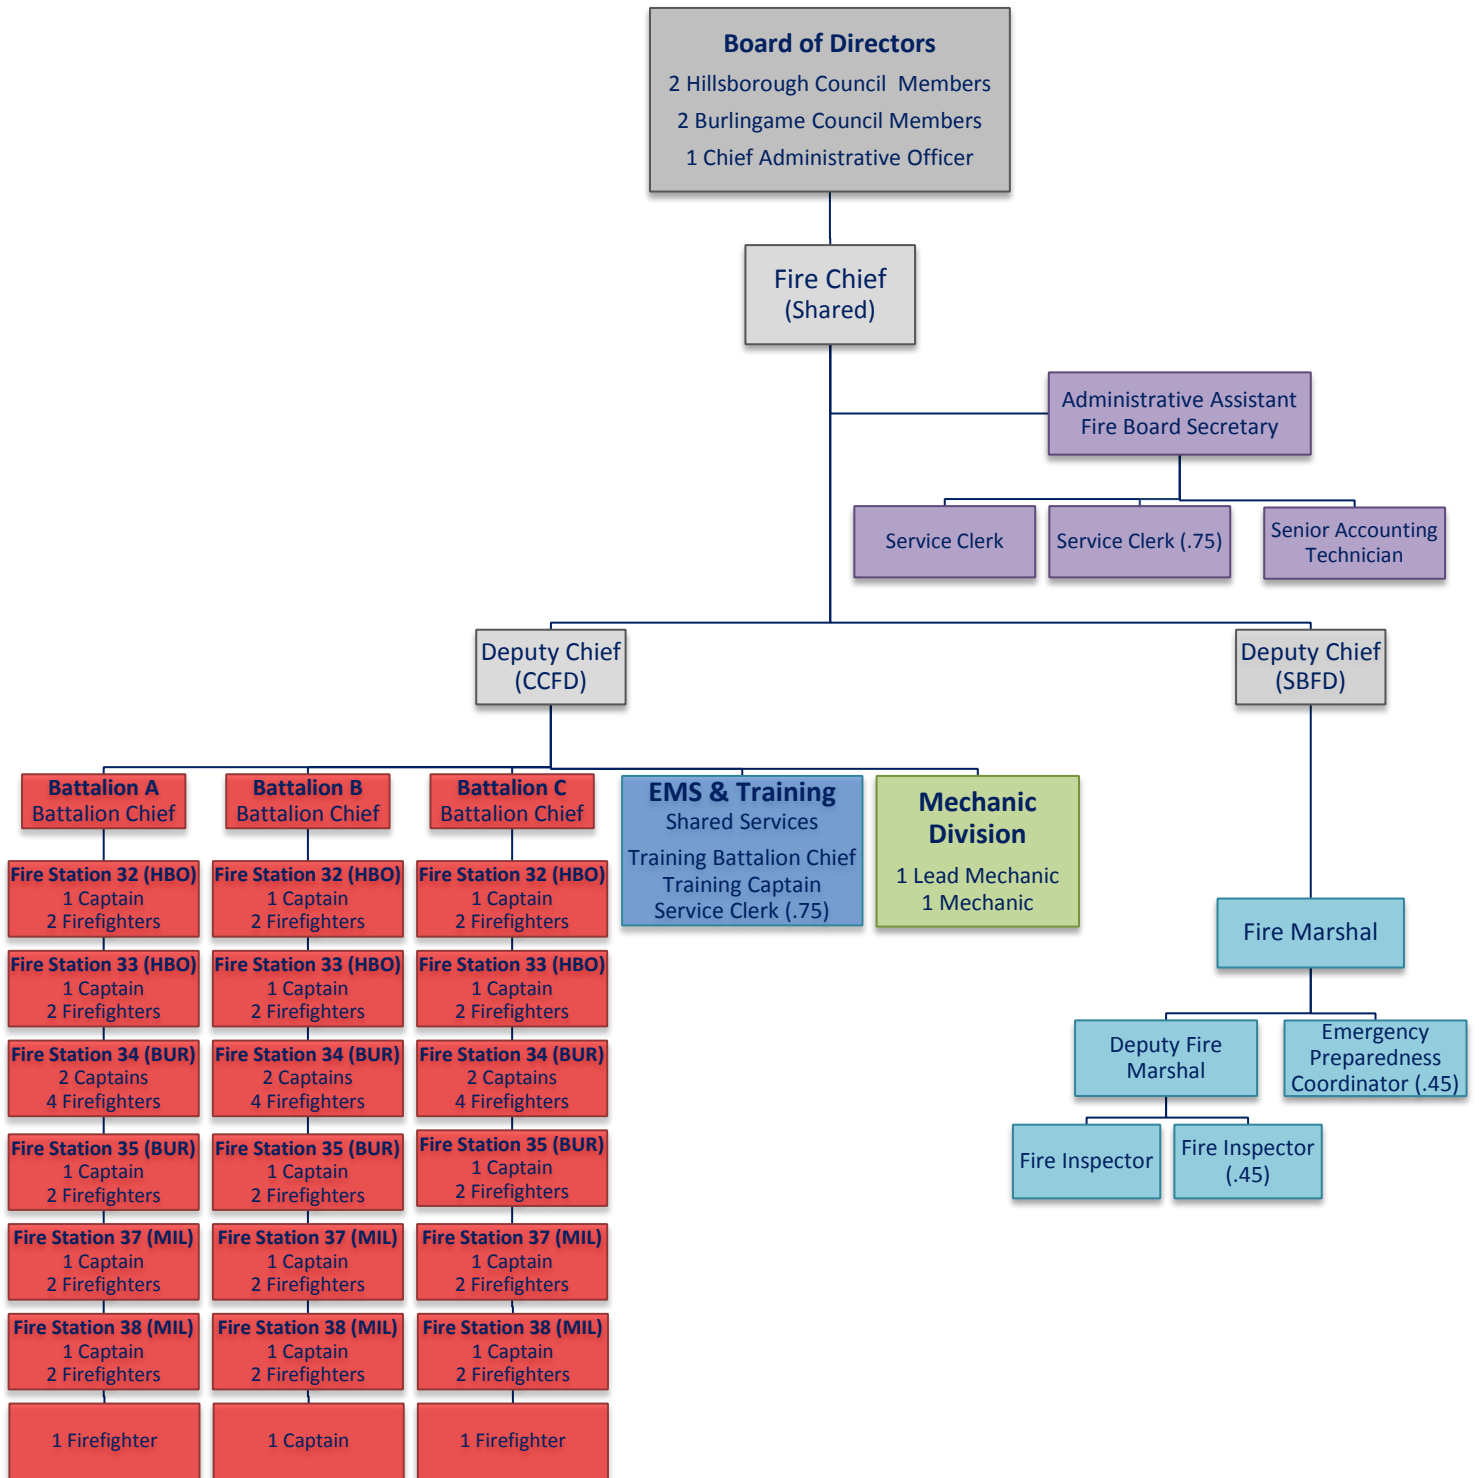 Board of Directors
2 Hillsborough Council Members
2 Burlingame Council Members
1 Chief Administrative Officer
Fire Chief
(Shared)
Administrative Assistant
Fire Board Secretary
Service Clerk
Service Clerk (.75)
Senior Accounting
Technician
Deputy Chief
(CCFD)
Deputy Chief
(SBFD)
Battalion A
Battalion Chief
Fire Station 32 (HBO)
1 Captain
2 Firefighters
Fire Station 33 (HBO)
1 Captain
2 Firefighters
Fire Station 34 (BUR)
2 Captains
4 Firefighters
Fire Station 35 (BUR)
1 Captain
2 Firefighters
Fire Station 37 (MIL)
1 Captain
2 Firefighters
Fire Station 38 (MIL)
1 Captain
2 Firefighters
1 Firefighter
Battalion B
Battalion Chief
Fire Station 32 (HBO)
1 Captain
2 Firefighters
Fire Station 33 (HBO)
1 Captain
2 Firefighters
Fire Station 34 (BUR)
2 Captains
4 Firefighters
Fire Station 35 (BUR)
1 Captain
2 Firefighters
Fire Station 37 (MIL)
1 Captain
2 Firefighters
Fire Station 38 (MIL)
1 Captain
2 Firefighters
1 Captain
Battalion C
Battalion Chief
Fire Station 32 (HBO)
1 Captain
2 Firefighters
Fire Station 33 (HBO)
1 Captain
2 Firefighters
Fire Station 34 (BUR)
2 Captains
4 Firefighters
Fire Station 35 (BUR)
1 Captain
2 Firefighters
Fire Station 37 (MIL)
1 Captain
2 Firefighters
Fire Station 38 (MIL)
1 Captain
2 Firefighters
1 Firefighter
EMS & Training
Shared Services
Training Battalion Chief
Training Captain
Service Clerk (.75)
Mechanic
Division
1 Lead Mechanic
1 Mechanic
Fire Marshal
Deputy Fire
Marshal
Emergency
Preparedness
Coordinator (.45)
Fire Inspector
Fire Inspector
(.45)